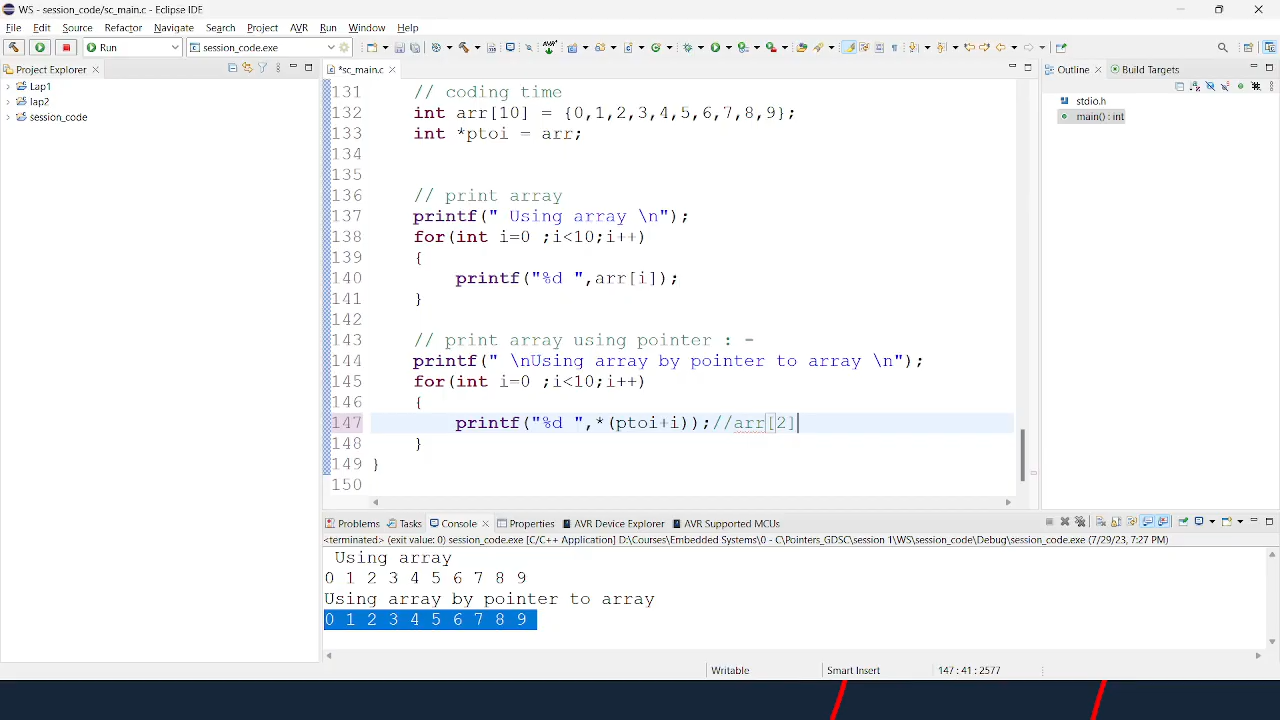 WS - session_code/sc_main.c - Eclipse IDE
File Edit Source Refactor Navigate Search Project AVR Run Window Help
Run session_code.exe
Project Explorer
Lap1
lap2
session_code
*sc_main.c
131 // coding time
132 int arr[10] = {0,1,2,3,4,5,6,7,8,9};
133 int *ptoi = arr;
134
135
136 // print array
137 printf(" Using array \n");
138 for(int i=0 ;i<10;i++)
139 {
140 printf("%d ",arr[i]);
141 }
142
143 // print array using pointer : -
144 printf(" \nUsing array by pointer to array \n");
145 for(int i=0 ;i<10;i++)
146 {
147 printf("%d ",*(ptoi+i));//arr[2]
148 }
149 }
150
Outline Build Targets
stdio.h
main() : int
Problems Tasks Console Properties AVR Device Explorer AVR Supported MCUs
<terminated> (exit value: 0) session_code.exe [C/C++ Application] D:\Courses\Embedded Systems\0 - C\Pointers_GDSC\session 1\WS\session_code\Debug\session_code.exe (7/29/23, 7:27 PM)
Using array
0 1 2 3 4 5 6 7 8 9
Using array by pointer to array
0 1 2 3 4 5 6 7 8 9
Writable Smart Insert 147 : 41 : 2577